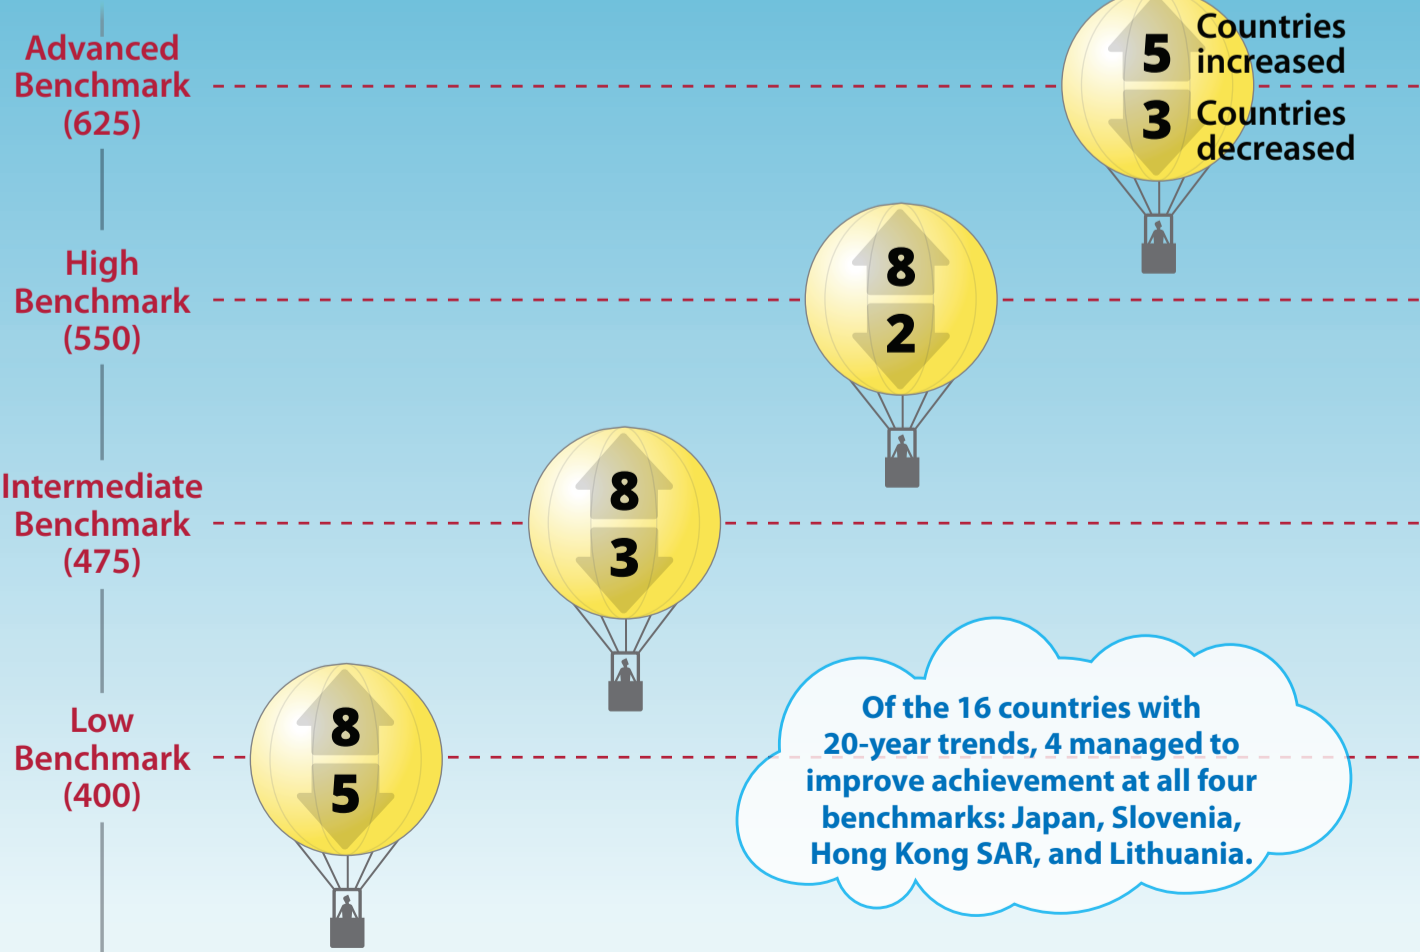 Advanced
Benchmark
(625)
5
Countries
increased
3
Countries
decreased
High
Benchmark
(550)
8
2
Intermediate
Benchmark
(475)
8
3
Low
Benchmark
(400)
8
5
Of the 16 countries with
20-year trends, 4 managed to
improve achievement at all four
benchmarks: Japan, Slovenia,
Hong Kong SAR, and Lithuania.